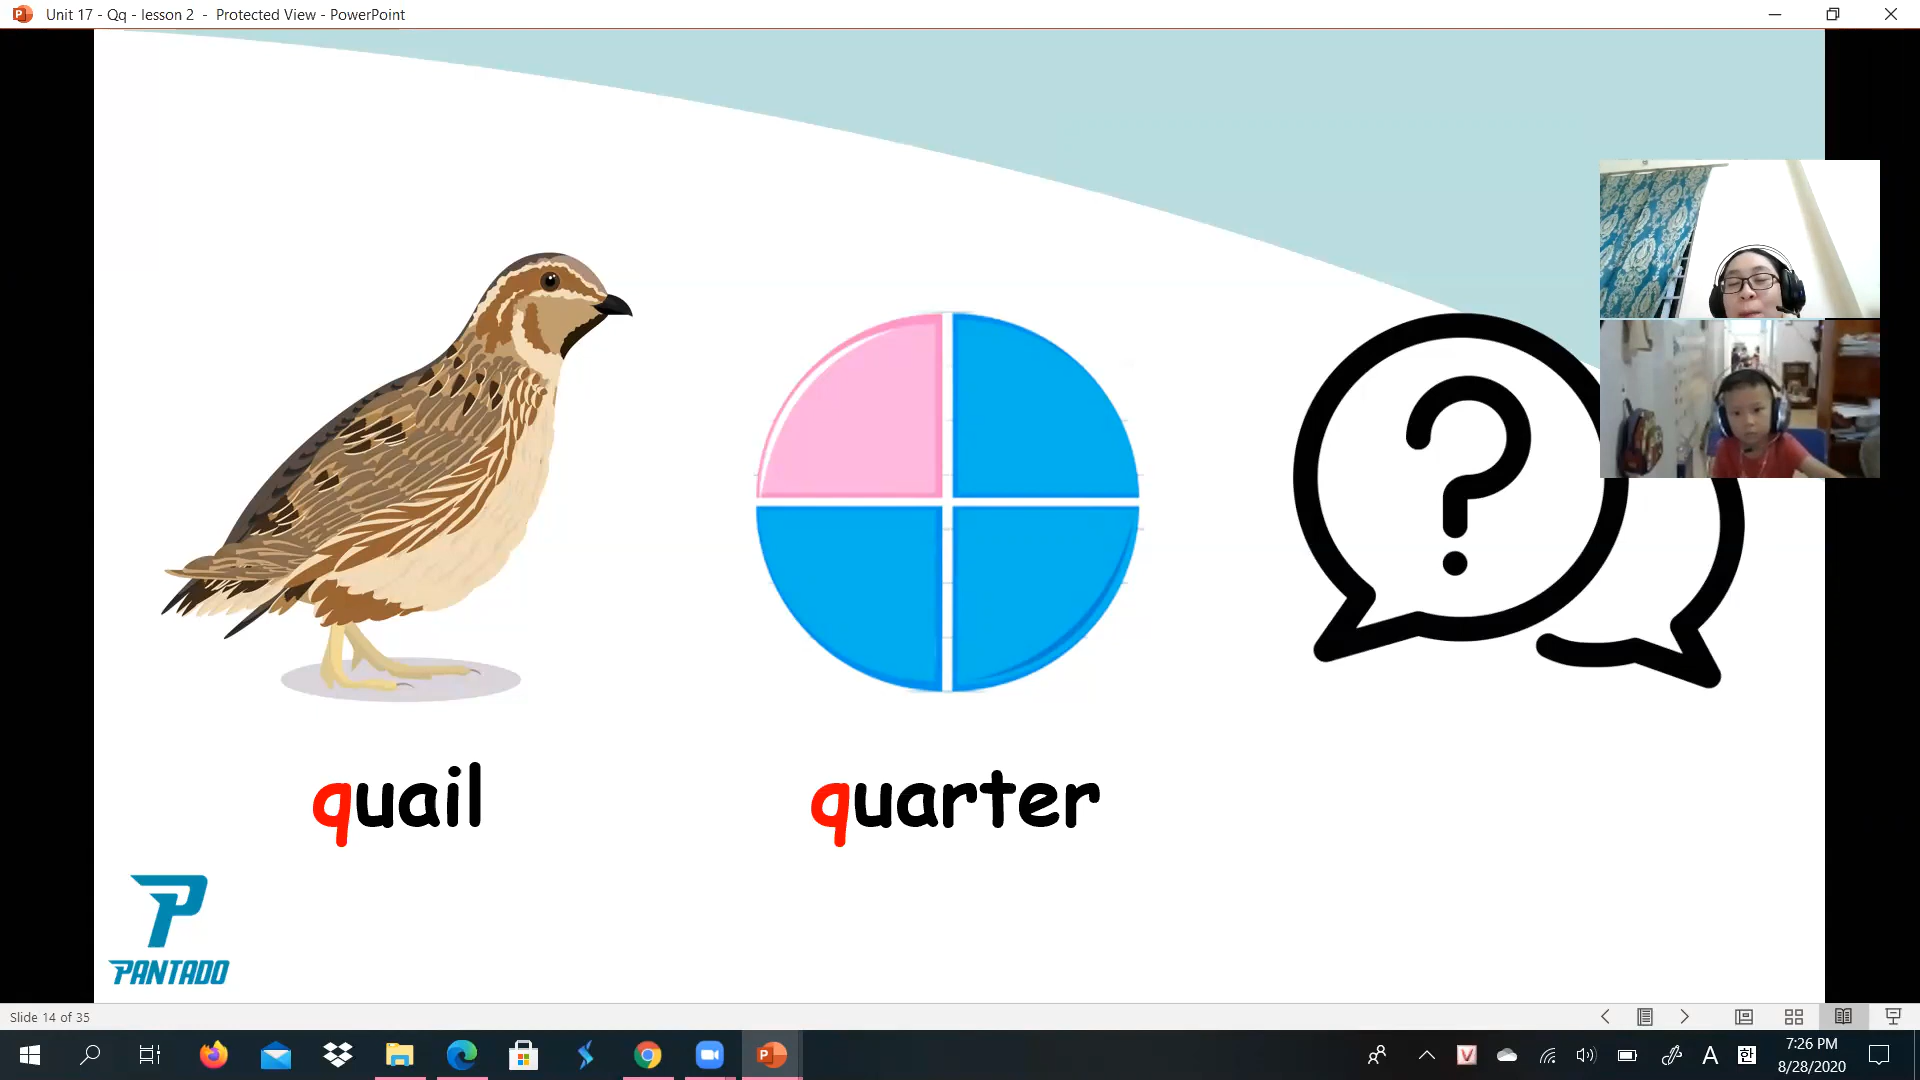 Unit 17 - Qq - lesson 2 - Protected View - PowerPoint
?
quail
quarter
P
PANTADO
Slide 14 of 35
A
한
7:26 PM
8/28/2020